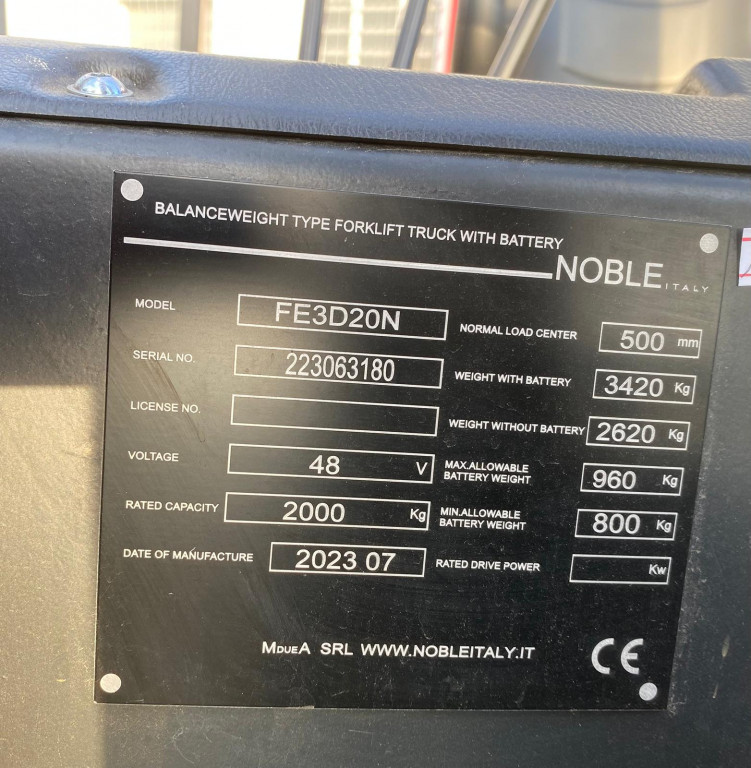 BALANCEWEIGHT TYPE FORKLIFT TRUCK WITH BATTERY
NOBLE ITALY
MODEL FE3D20N
NORMAL LOAD CENTER 500 mm
SERIAL NO. 223063180
WEIGHT WITH BATTERY 3420 Kg
LICENSE NO.
WEIGHT WITHOUT BATTERY 2620 Kg
VOLTAGE 48 V
MAX.ALLOWABLE
BATTERY WEIGHT 960 Kg
RATED CAPACITY 2000 Kg
MIN.ALLOWABLE
BATTERY WEIGHT 800 Kg
DATE OF MANUFACTURE 2023 07
RATED DRIVE POWER Kw
MDUEA SRL WWW.NOBLEITALY.IT
CE